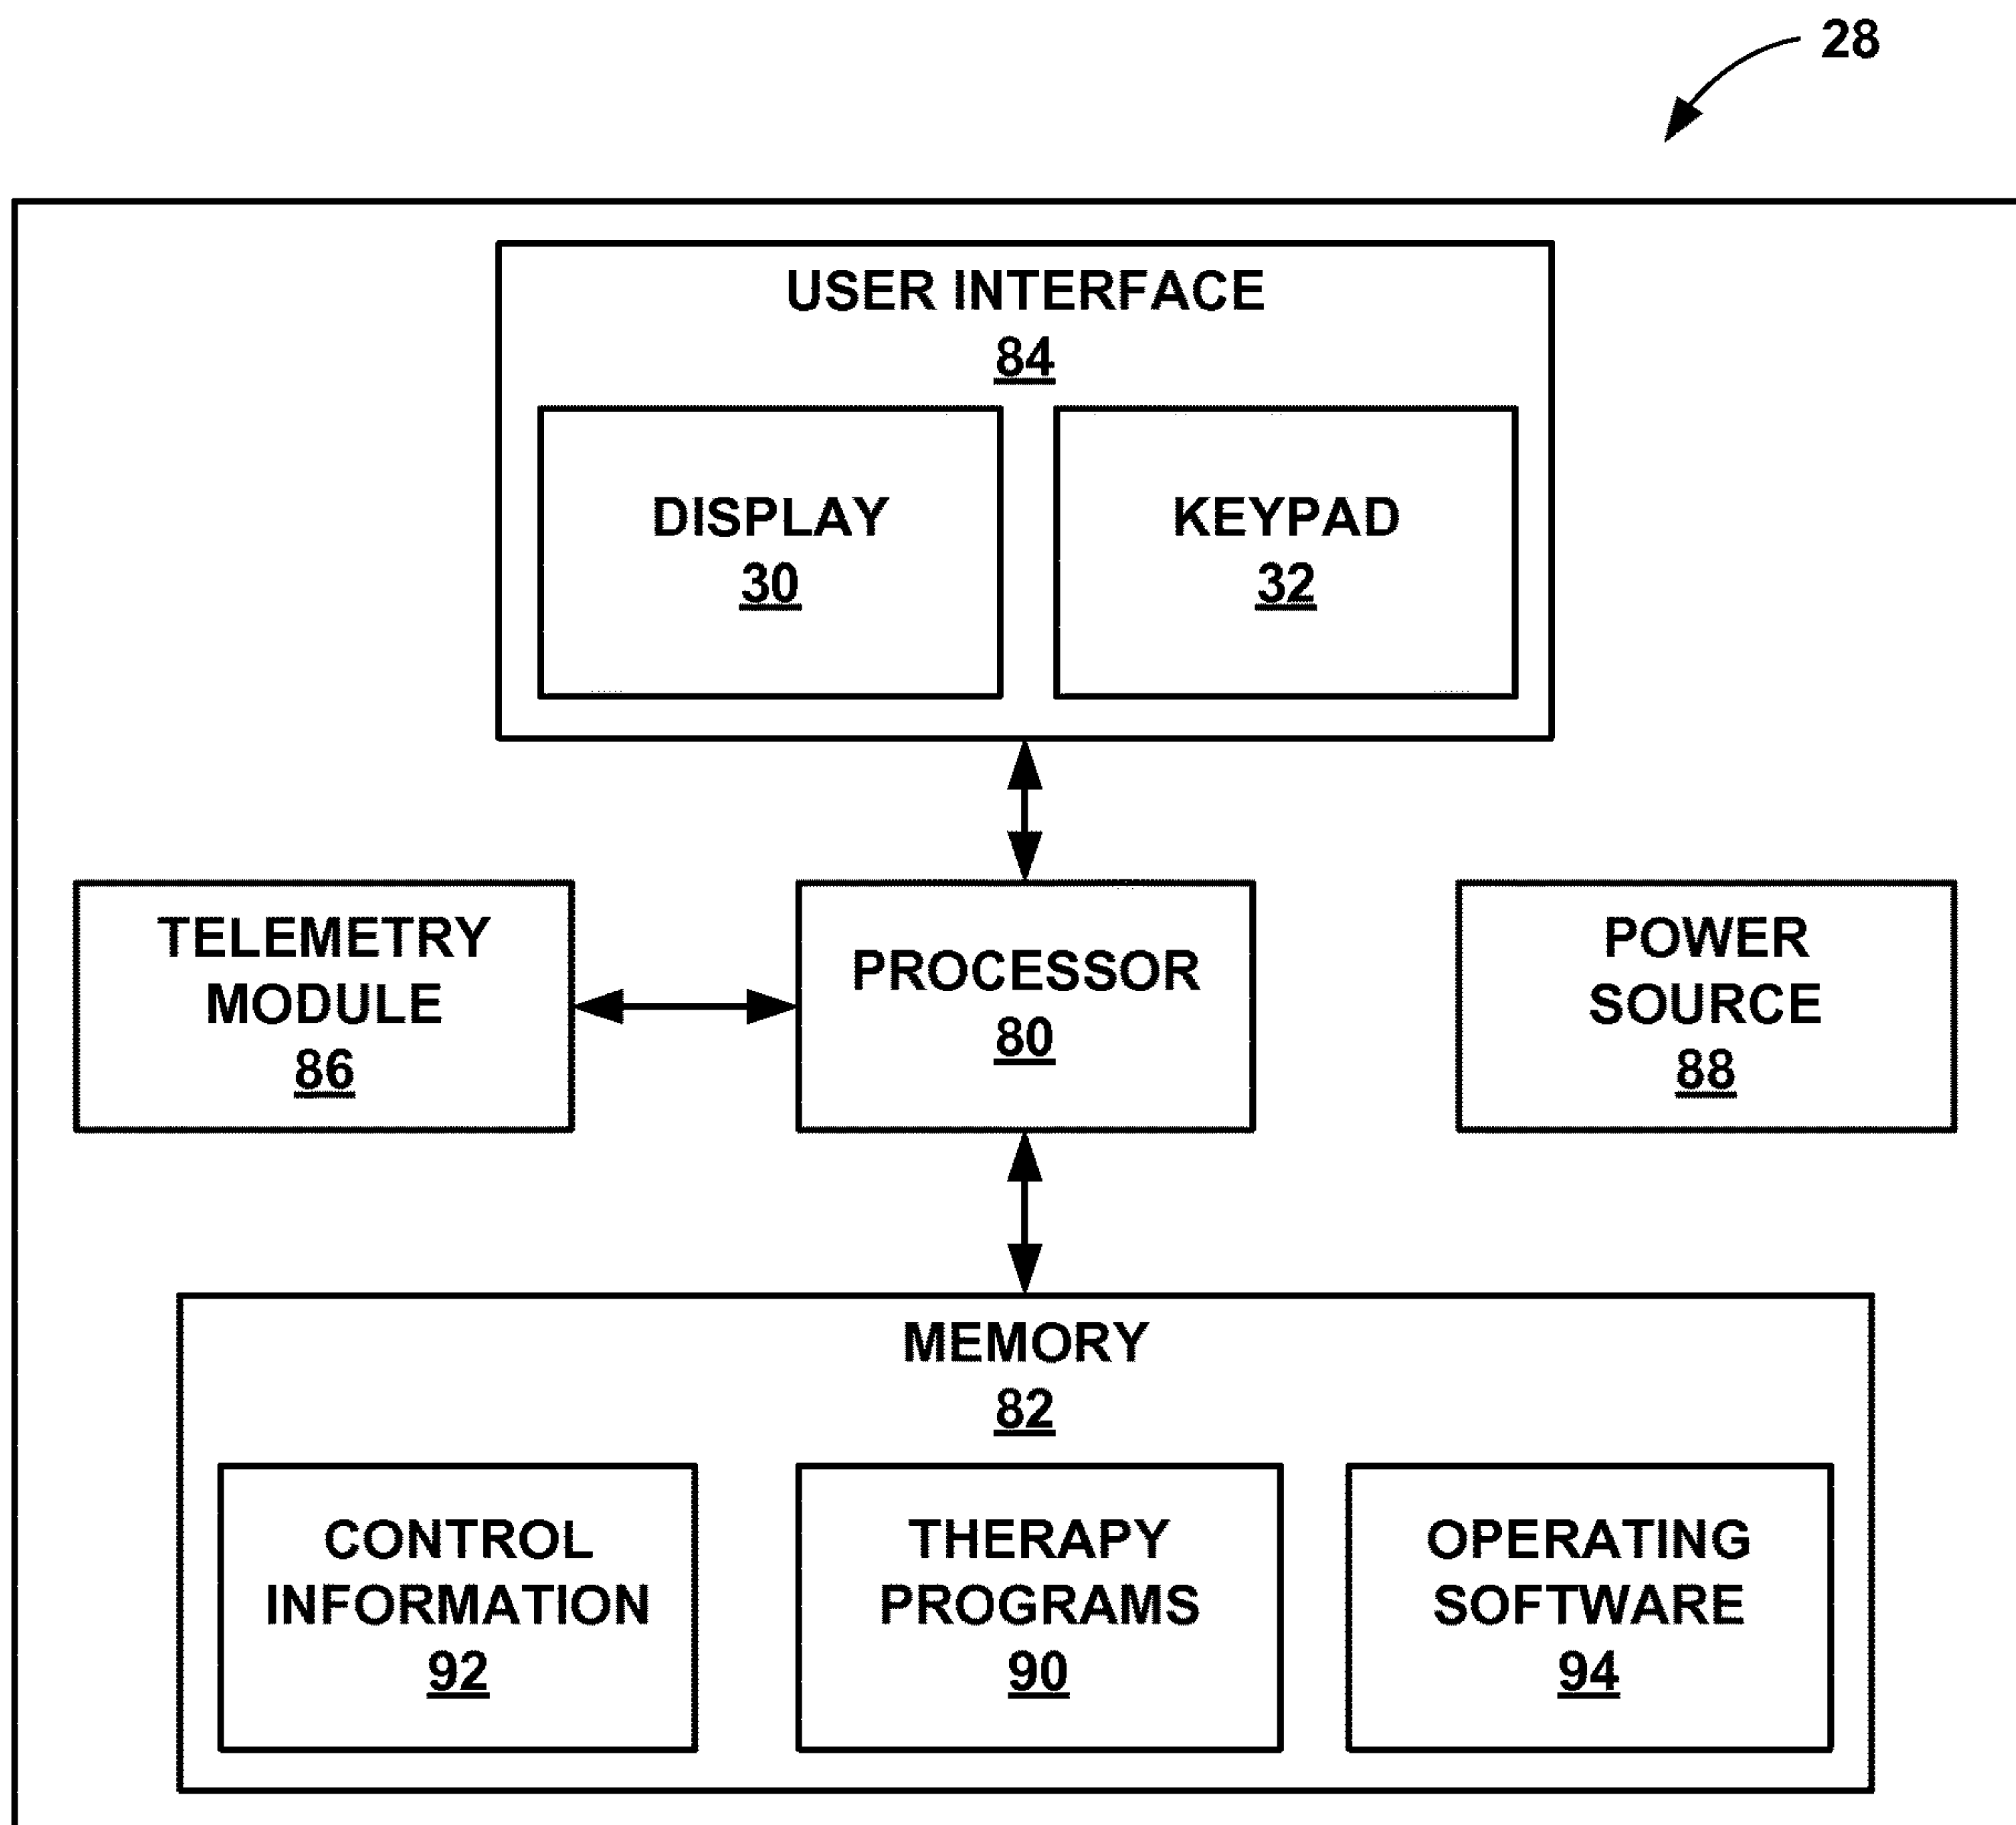 28
USER INTERFACE
84
DISPLAY
30
KEYPAD
32
TELEMETRY
MODULE
86
PROCESSOR
80
POWER
SOURCE
88
MEMORY
82
CONTROL
INFORMATION
92
THERAPY
PROGRAMS
90
OPERATING
SOFTWARE
94